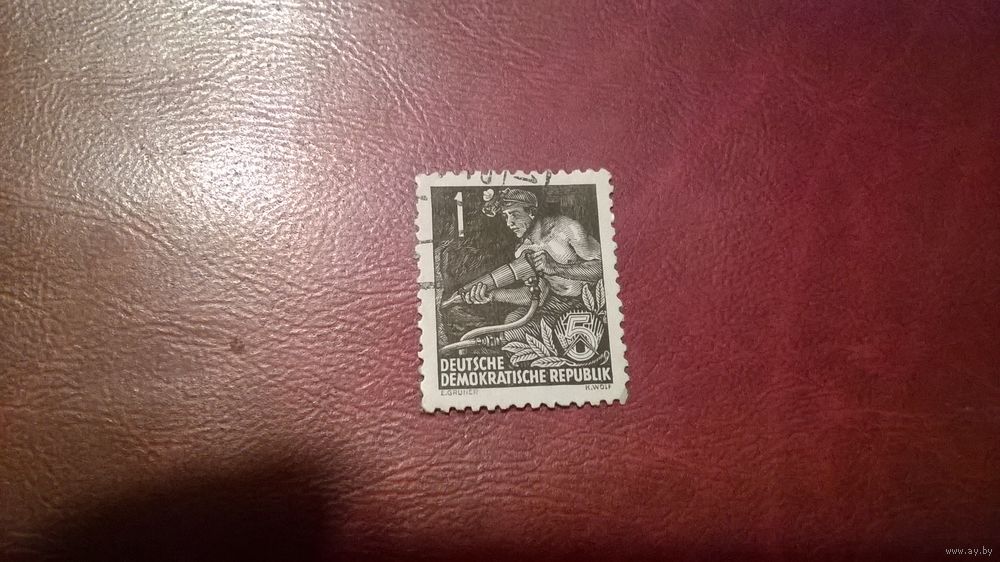 1
5
DEUTSCHE
DEMOKRATISCHE REPUBLIK
E.GRUNER K.WOLF
www.ay.by